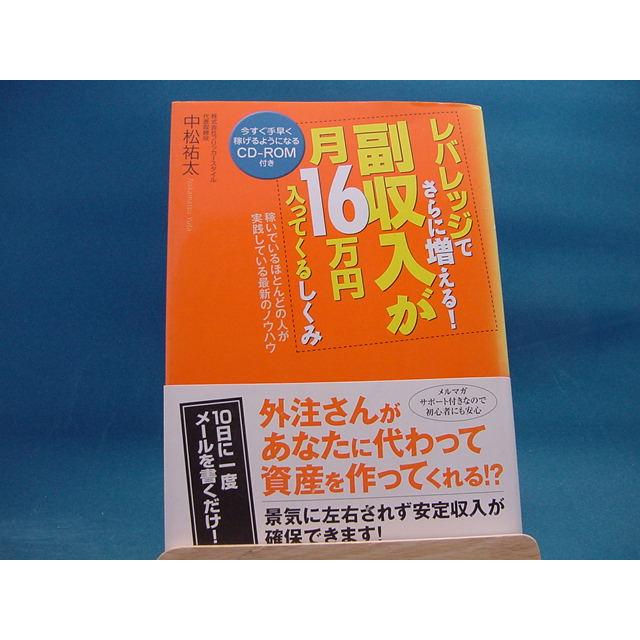 レバレッジで
さらに増える!
副収入が
月16万円
入ってくるしくみ
稼いでいるほとんどの人が
実践している最新のノウハウ
今すぐ手早く
稼げるようになる
CD-ROM
付き
株式会社ブロッカースタイル
代表取締役
中松祐太
Nakamatsu Yuta
メルマガ
サポート付きなので
初心者にも安心
外注さんが
あなたに代わって
資産を作ってくれる!?
10日に一度
メールを書くだけ!
景気に左右されず安定収入が
確保できます!